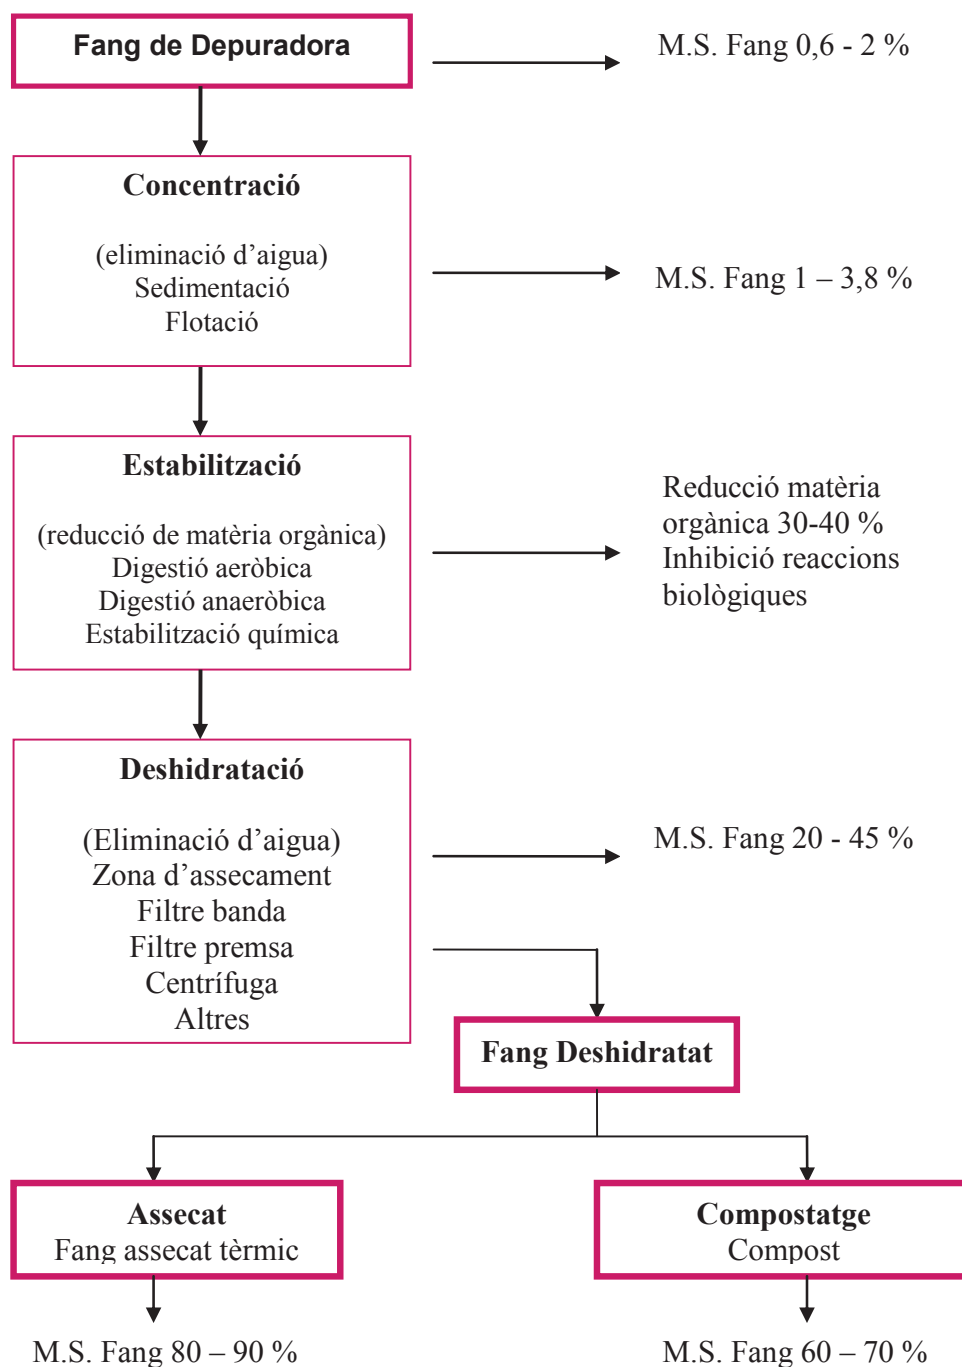 Fang de Depuradora
M.S. Fang 0,6 - 2 %
Concentració
(eliminació d’aigua)
Sedimentació
Flotació
M.S. Fang 1 – 3,8 %
Estabilització
(reducció de matèria orgànica)
Digestió aeròbica
Digestió anaeròbica
Estabilització química
Reducció matèria
orgànica 30-40 %
Inhibició reaccions
biològiques
Deshidratació
(Eliminació d’aigua)
Zona d’assecament
Filtre banda
Filtre premsa
Centrífuga
Altres
M.S. Fang 20 - 45 %
Fang Deshidratat
Assecat
Fang assecat tèrmic
Compostatge
Compost
M.S. Fang 80 – 90 %
M.S. Fang 60 – 70 %